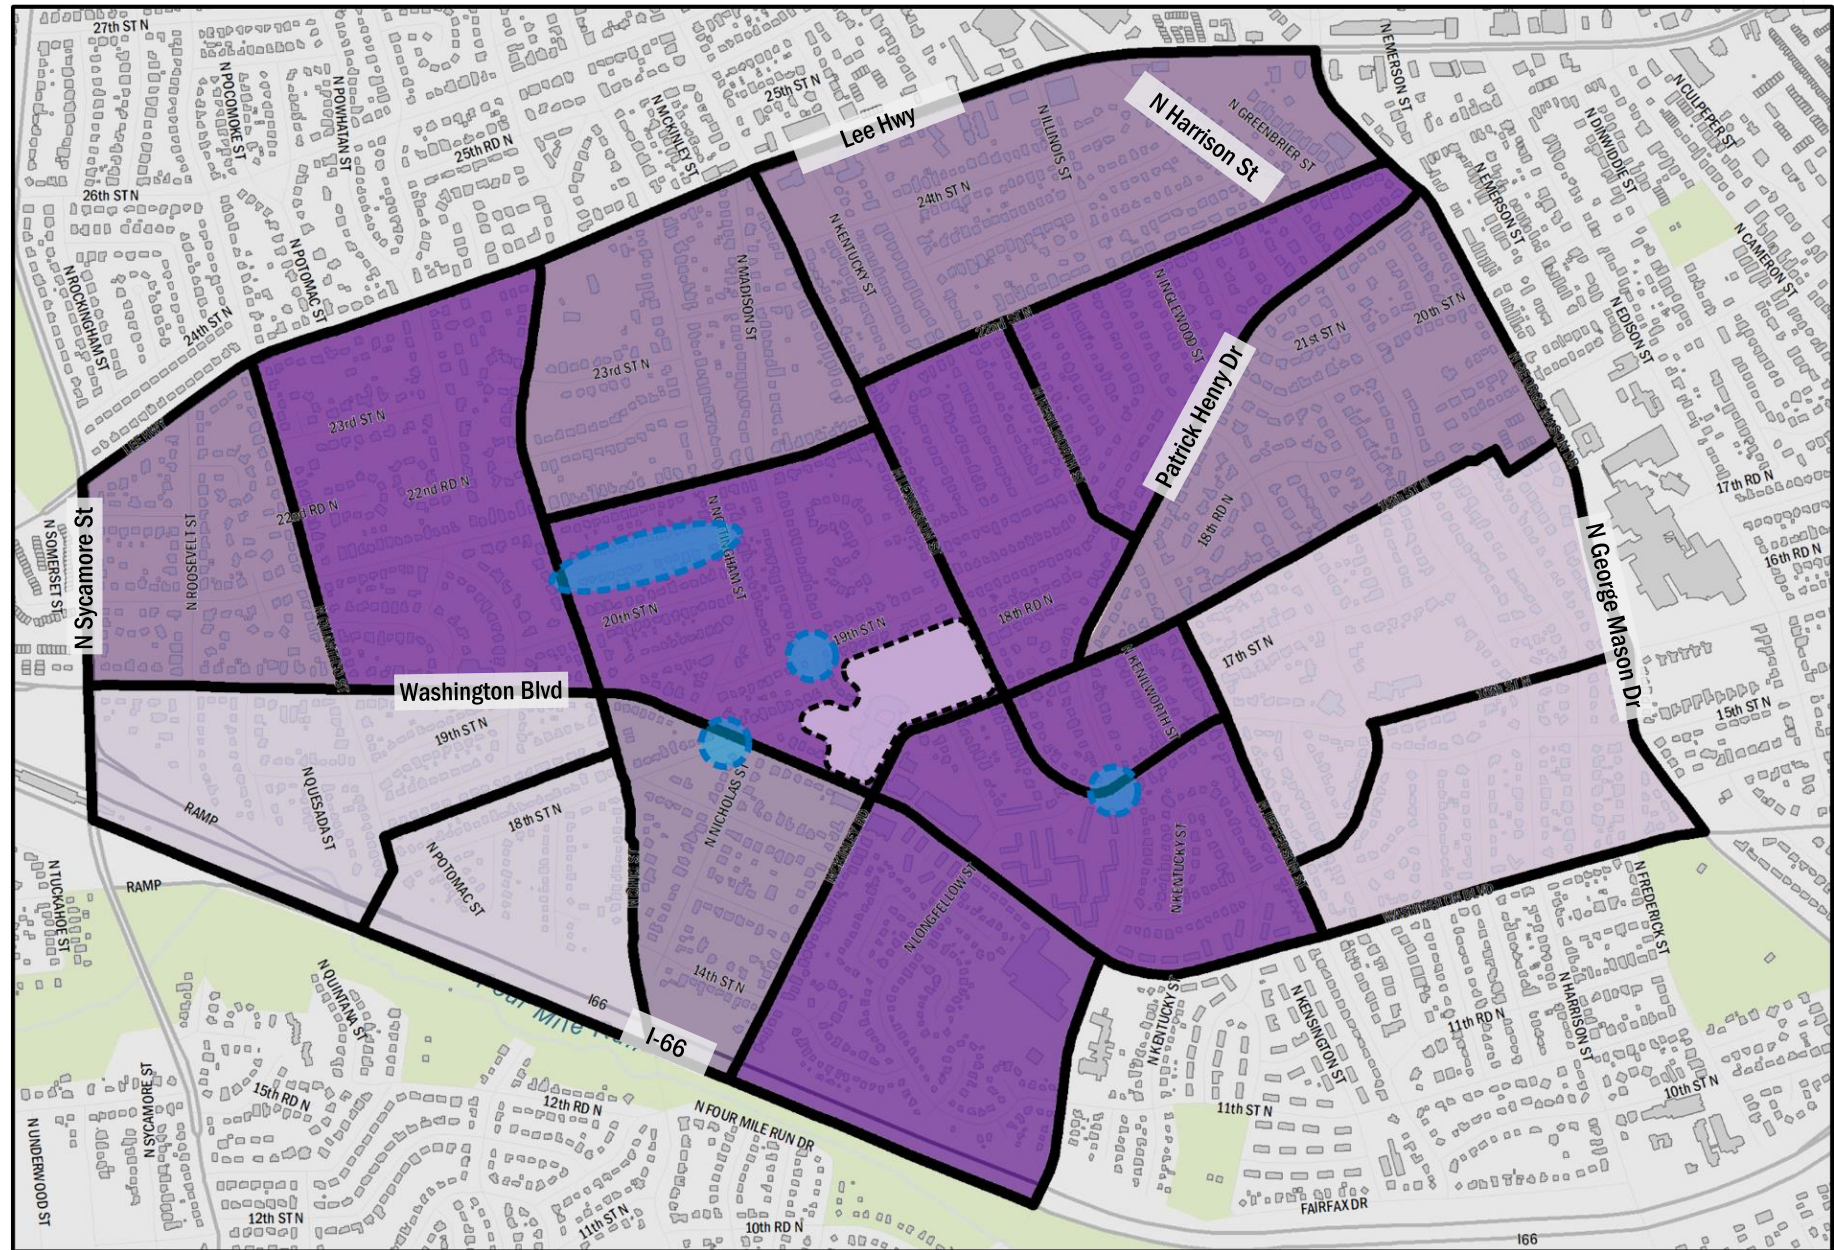 27th ST N
N POCOMOKE ST
N POWHATAN ST
N MCKINLEY ST
25th ST N
25th RD N
26th ST N
Lee Hwy
N ILLINOIS ST
N Harrison St
N GREENBRIER ST
N EMERSON ST
N CULPEPER ST
N DINWIDDIE ST
N EMERSON ST
N CAMERON ST
N EDISON ST
24th ST N
N KENTUCKY ST
N MADISON ST
N POTOMAC ST
N ROCKINGHAM ST
24th ST N
LEE HWY
23rd ST N
23rd ST N
22nd ST N
N INGLEWOOD ST
21st ST N
20th ST N
Patrick Henry Dr
22nd RD N
22nd RD N
N ROOSEVELT ST
N SOMERSET ST
N Sycamore St
N NOTTINGHAM ST
20th ST N
19th ST N
18th RD N
18th RD N
17th RD N
16th RD N
N George Mason Dr
17th ST N
N KENILWORTH ST
15th ST N
Washington Blvd
19th ST N
N QUESADA ST
RAMP
18th ST N
N POTOMAC ST
N NICHOLAS ST
N LONGFELLOW ST
N KENTUCKY ST
14th ST N
RAMP
N TUCKAHOE ST
I66
Four Mile Run
I-66
N QUINTANA ST
N FREDERICK ST
N HARRISON ST
N KENSINGTON ST
N KENTUCKY ST
11th RD N
10th ST N
11th ST N
N SYCAMORE ST
N UNDERWOOD ST
15th RD N
12th RD N
N FOUR MILE RUN DR
12th ST N
11th ST N
10th RD N
FAIRFAX DR
I66